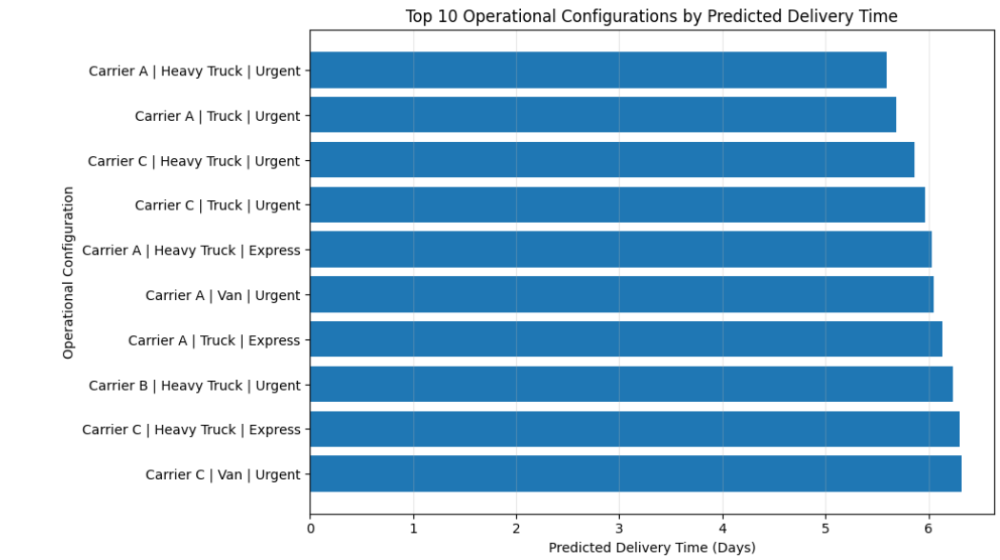 Top 10 Operational Configurations by Predicted Delivery Time
Operational Configuration
Carrier A | Heavy Truck | Urgent
Carrier A | Truck | Urgent
Carrier C | Heavy Truck | Urgent
Carrier C | Truck | Urgent
Carrier A | Heavy Truck | Express
Carrier A | Van | Urgent
Carrier A | Truck | Express
Carrier B | Heavy Truck | Urgent
Carrier C | Heavy Truck | Express
Carrier C | Van | Urgent
0 1 2 3 4 5 6
Predicted Delivery Time (Days)